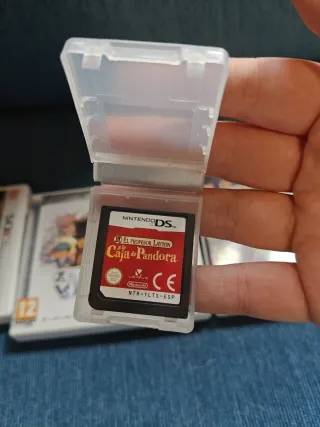 NINTENDO DS
EL PROFESOR LAYTON
y la
Caja de Pandora
Nintendo
CE
NTR-YLTS-ESP
12